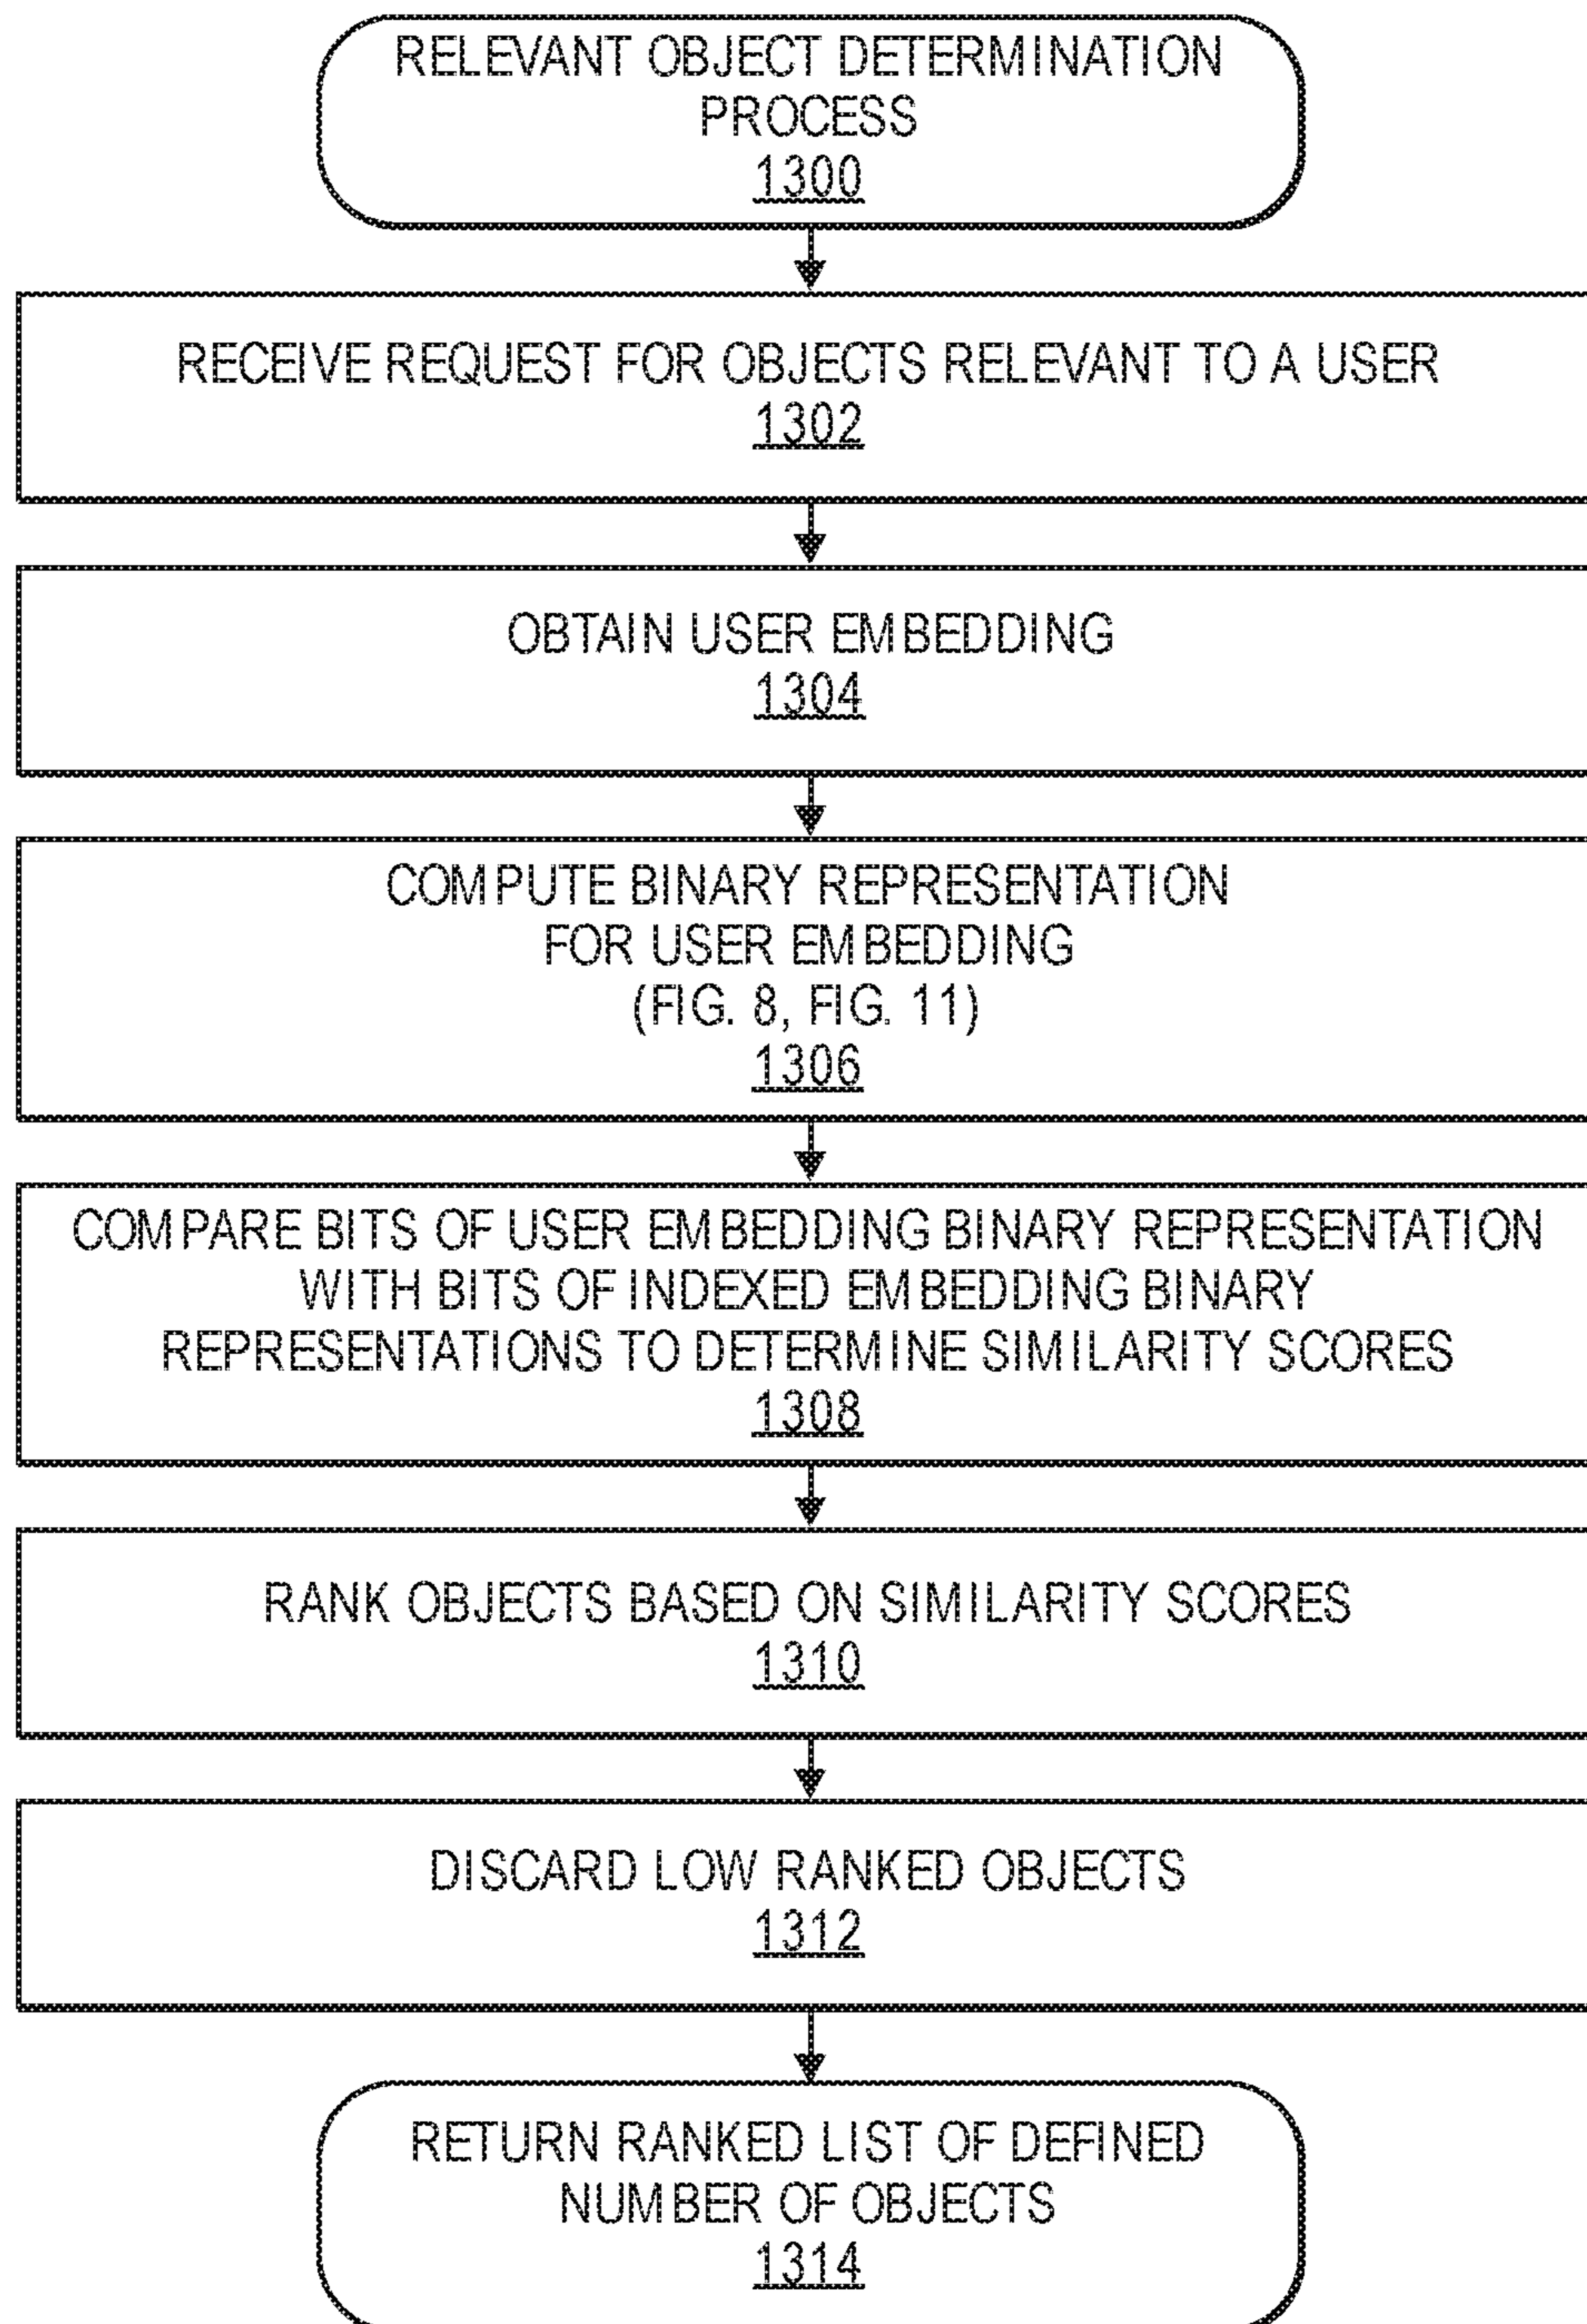 RELEVANT OBJECT DETERMINATION
PROCESS
1300
RECEIVE REQUEST FOR OBJECTS RELEVANT TO A USER
1302
OBTAIN USER EMBEDDING
1304
COMPUTE BINARY REPRESENTATION
FOR USER EMBEDDING
(FIG. 8, FIG. 11)
1306
COMPARE BITS OF USER EMBEDDING BINARY REPRESENTATION
WITH BITS OF INDEXED EMBEDDING BINARY
REPRESENTATIONS TO DETERMINE SIMILARITY SCORES
1308
RANK OBJECTS BASED ON SIMILARITY SCORES
1310
DISCARD LOW RANKED OBJECTS
1312
RETURN RANKED LIST OF DEFINED
NUMBER OF OBJECTS
1314